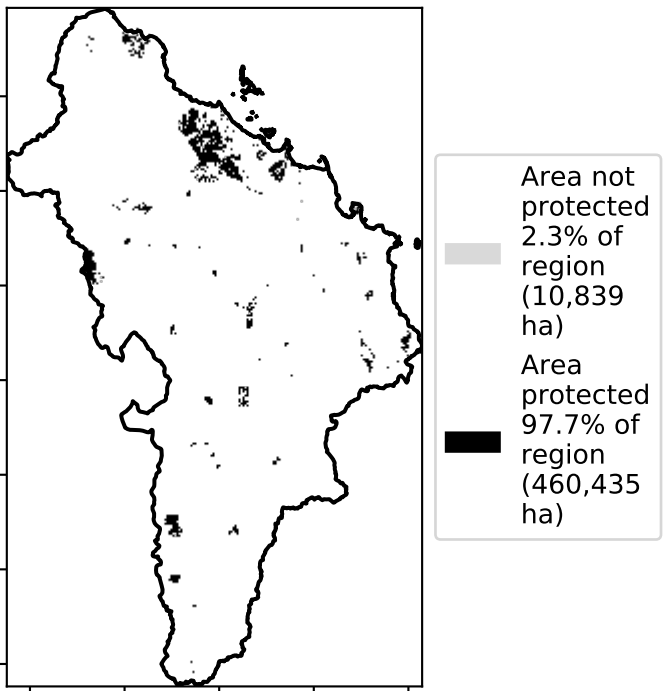 Area not
protected
2.3% of
region
(10,839
ha)
Area
protected
97.7% of
region
(460,435
ha)